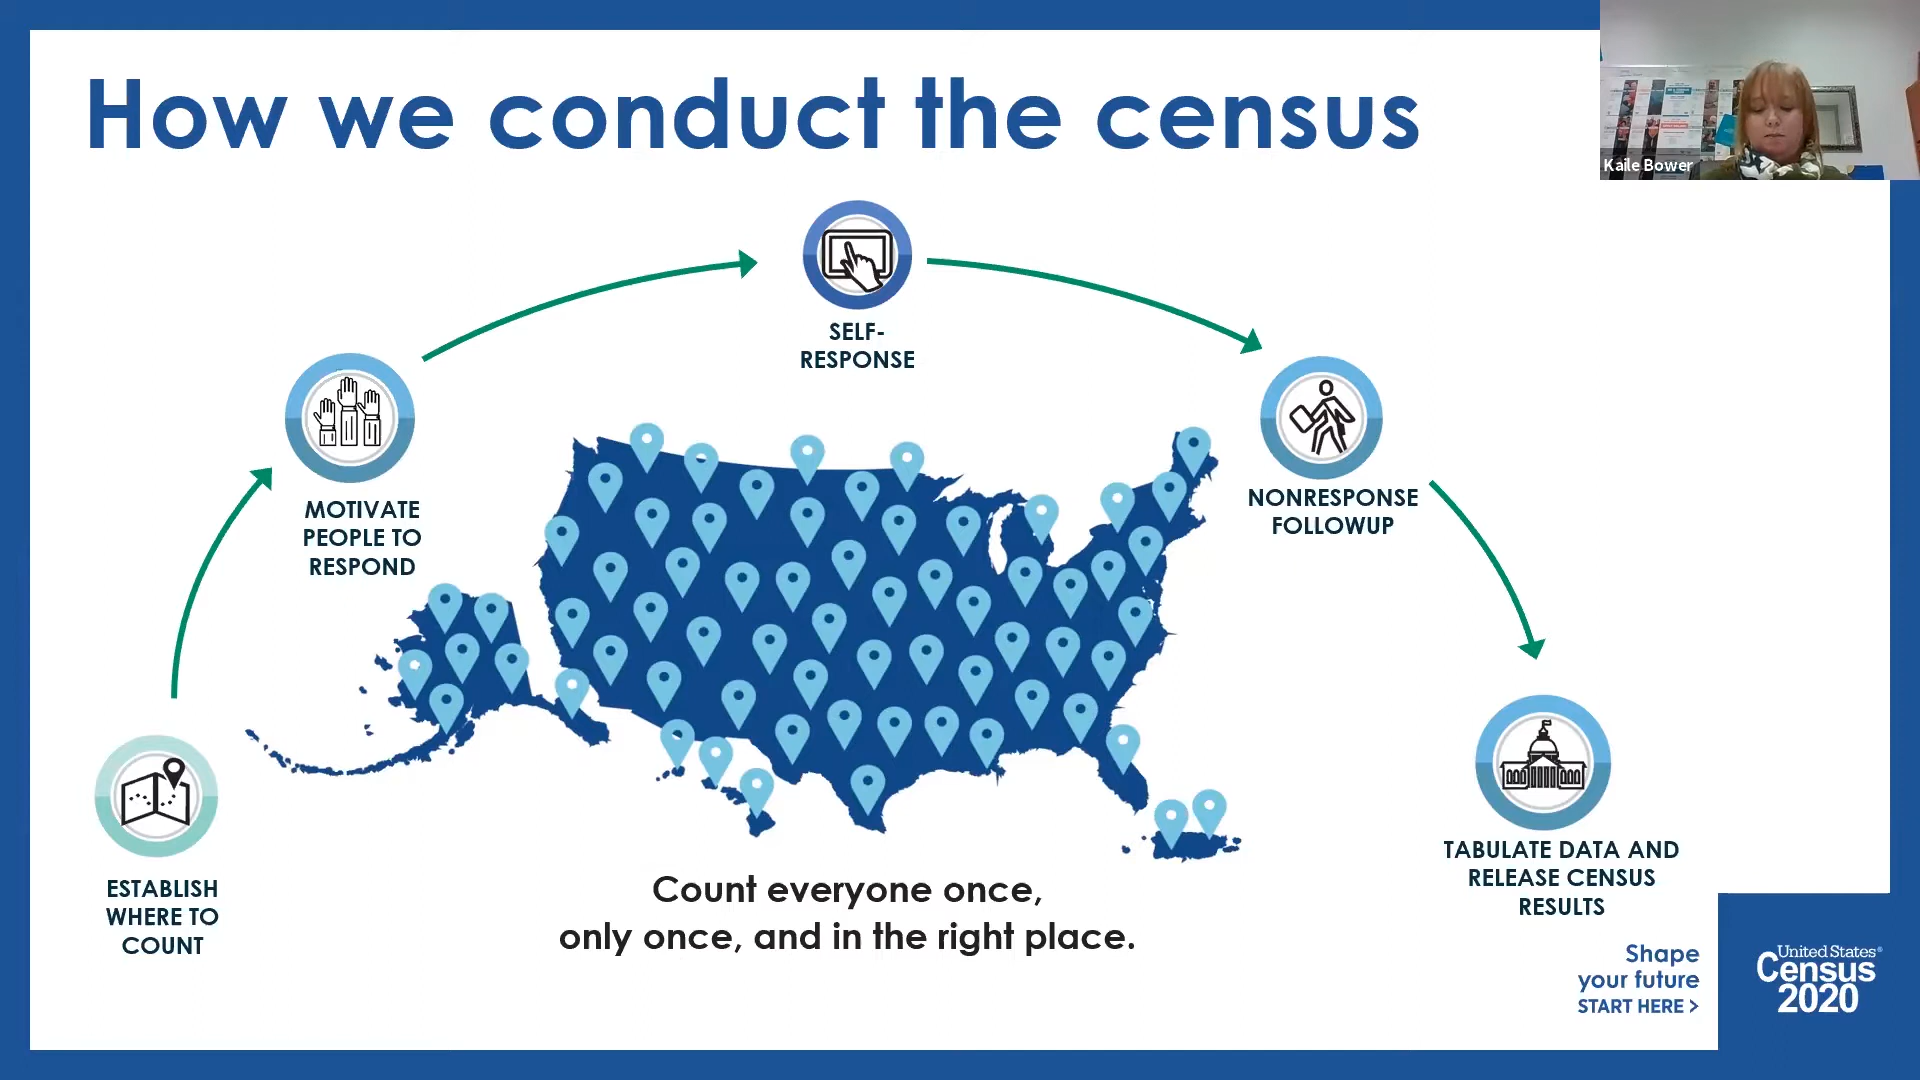 How we conduct the census
Kaile Bower
SELF-
RESPONSE
MOTIVATE
PEOPLE TO
RESPOND
NONRESPONSE
FOLLOWUP
ESTABLISH
WHERE TO
COUNT
TABULATE DATA AND
RELEASE CENSUS
RESULTS
Count everyone once,
only once, and in the right place.
Shape
your future
START HERE >
United States®
Census
2020